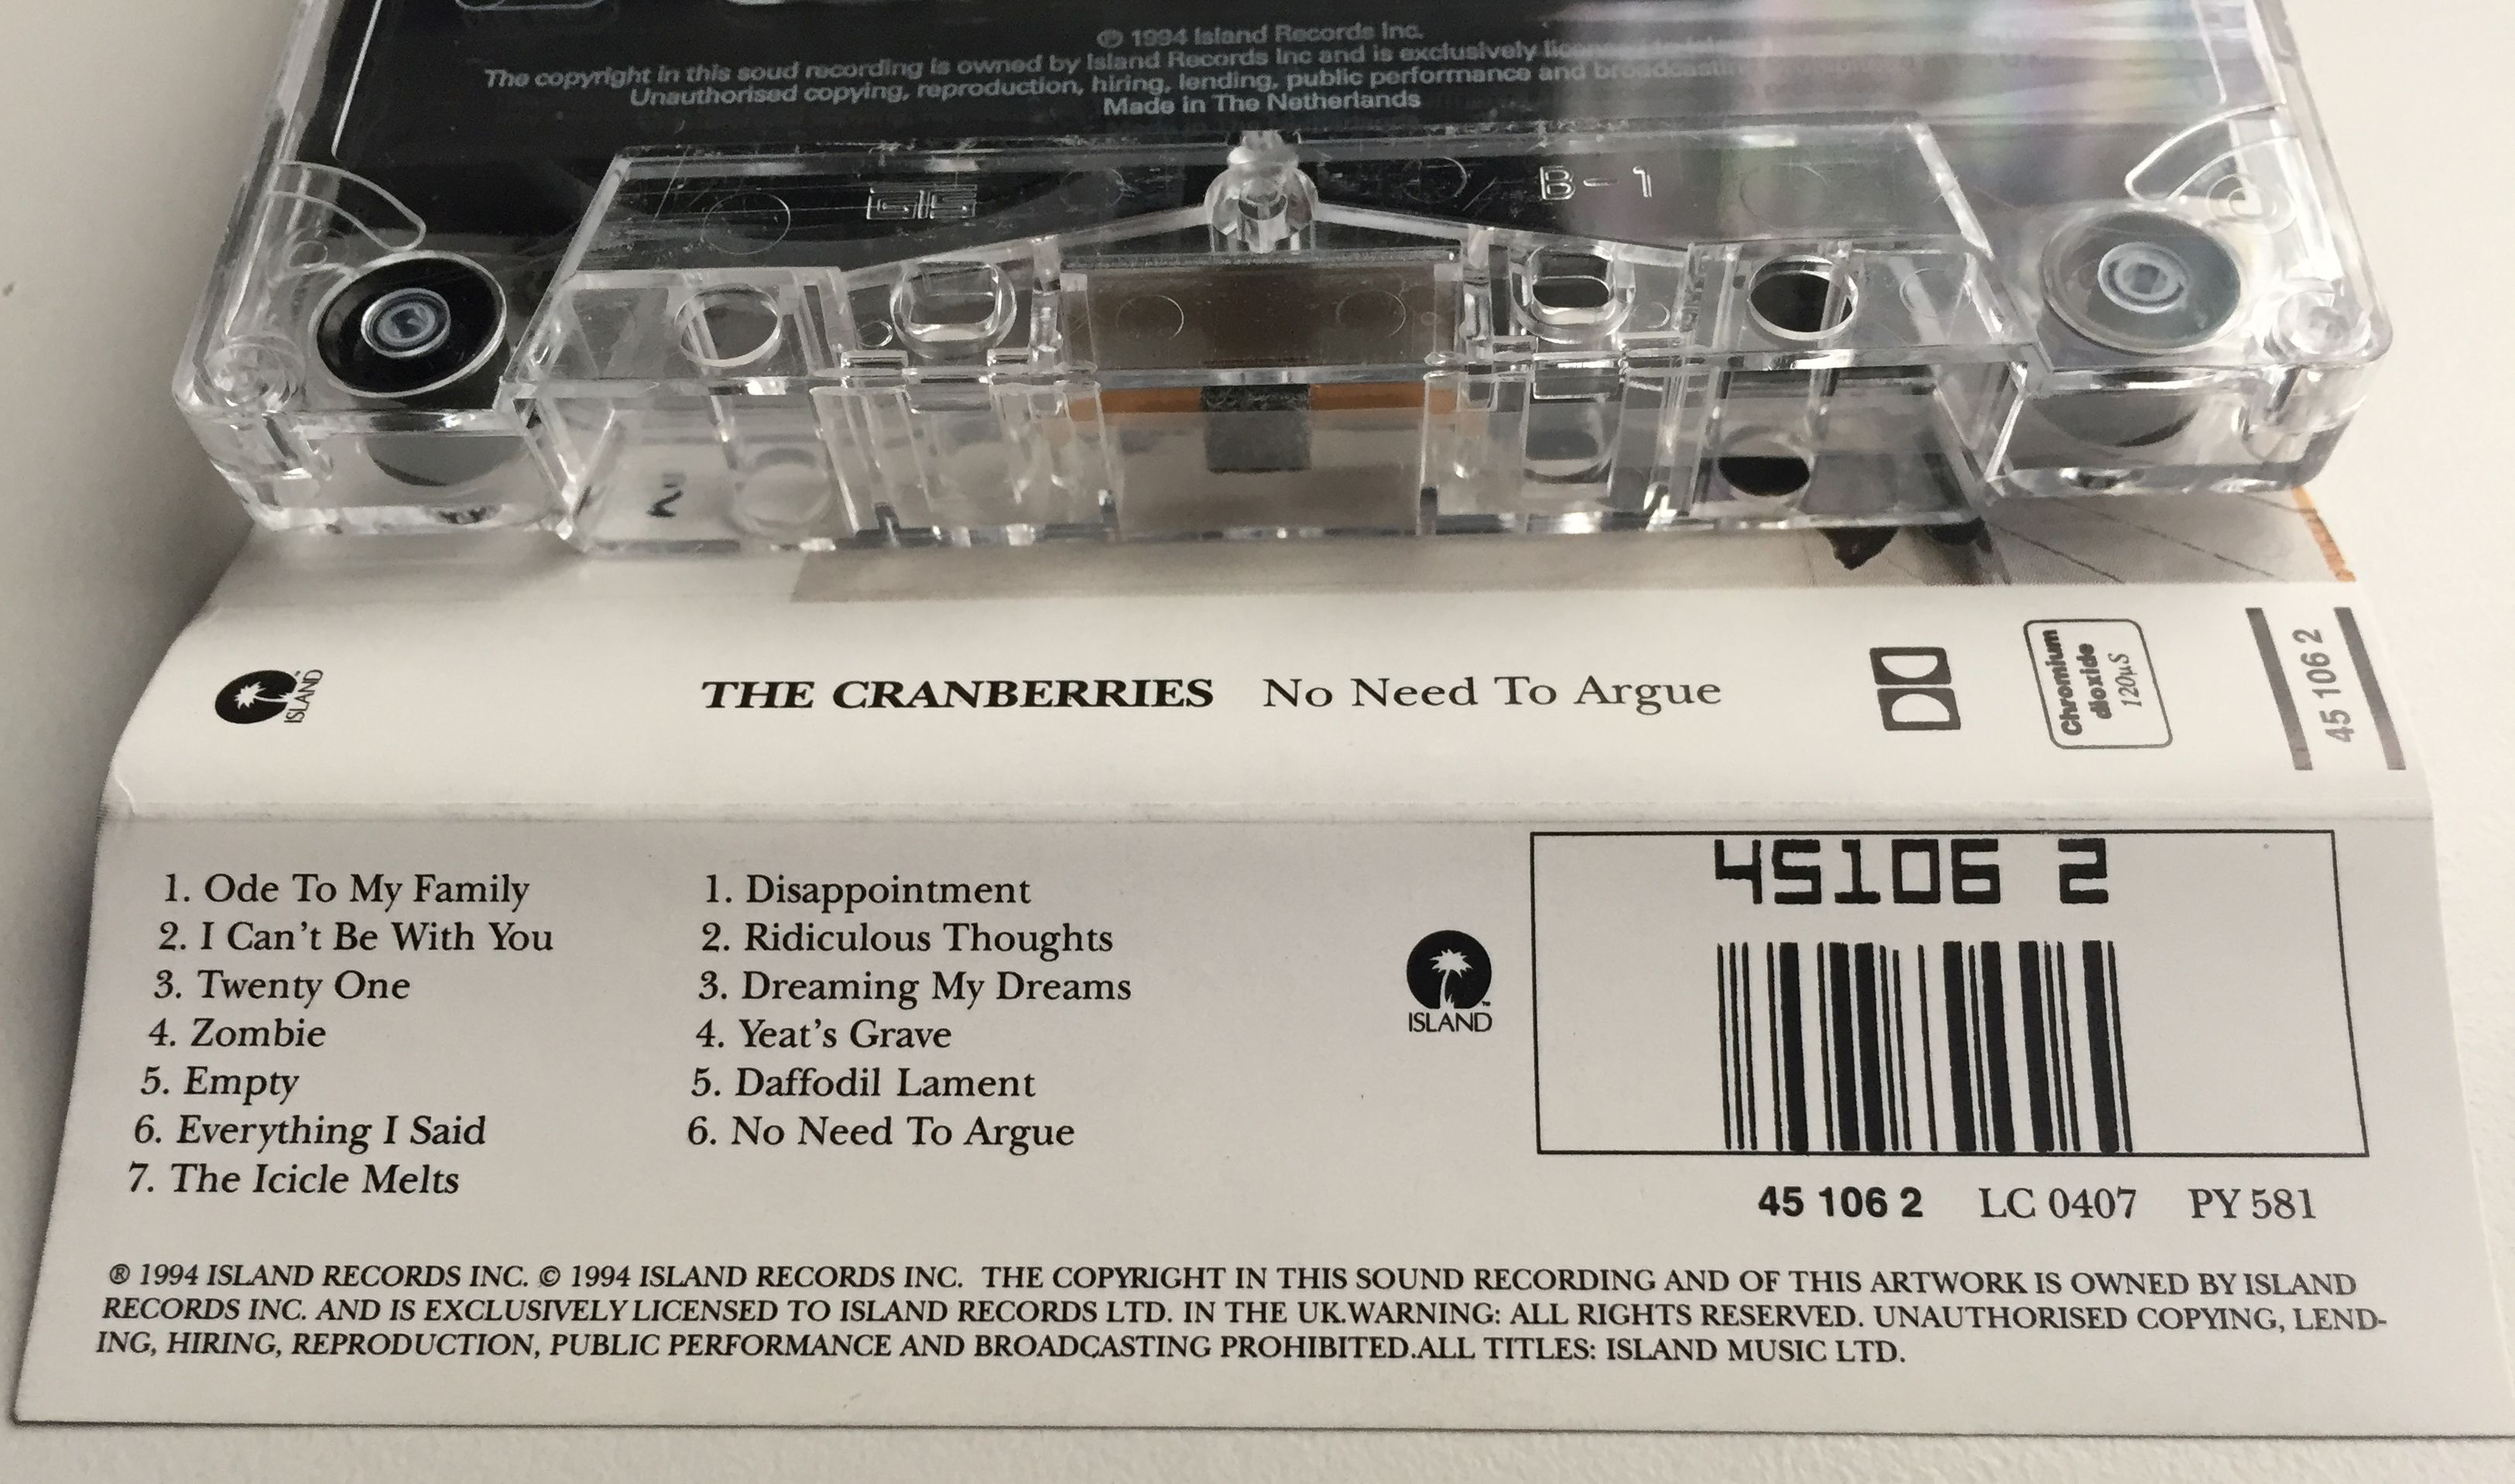 ℗ 1994 Island Records Inc.
The copyright in this soud recording is owned by Island Records Inc and is exclusively licensed to
Unauthorised copying, reproduction, hiring, lending, public performance and broadcasting
Made in The Netherlands
B-1
2
ISLAND
THE CRANBERRIES No Need To Argue
Chromium
dioxide
120µS
45 106 2
1. Ode To My Family
2. I Can't Be With You
3. Twenty One
4. Zombie
5. Empty
6. Everything I Said
7. The Icicle Melts
1. Disappointment
2. Ridiculous Thoughts
3. Dreaming My Dreams
4. Yeat's Grave
5. Daffodil Lament
6. No Need To Argue
ISLAND
45106 2
45 106 2 LC 0407 PY 581
® 1994 ISLAND RECORDS INC. © 1994 ISLAND RECORDS INC. THE COPYRIGHT IN THIS SOUND RECORDING AND OF THIS ARTWORK IS OWNED BY ISLAND
RECORDS INC. AND IS EXCLUSIVELY LICENSED TO ISLAND RECORDS LTD. IN THE UK.WARNING: ALL RIGHTS RESERVED. UNAUTHORISED COPYING, LEND-
ING, HIRING, REPRODUCTION, PUBLIC PERFORMANCE AND BROADCASTING PROHIBITED.ALL TITLES: ISLAND MUSIC LTD.